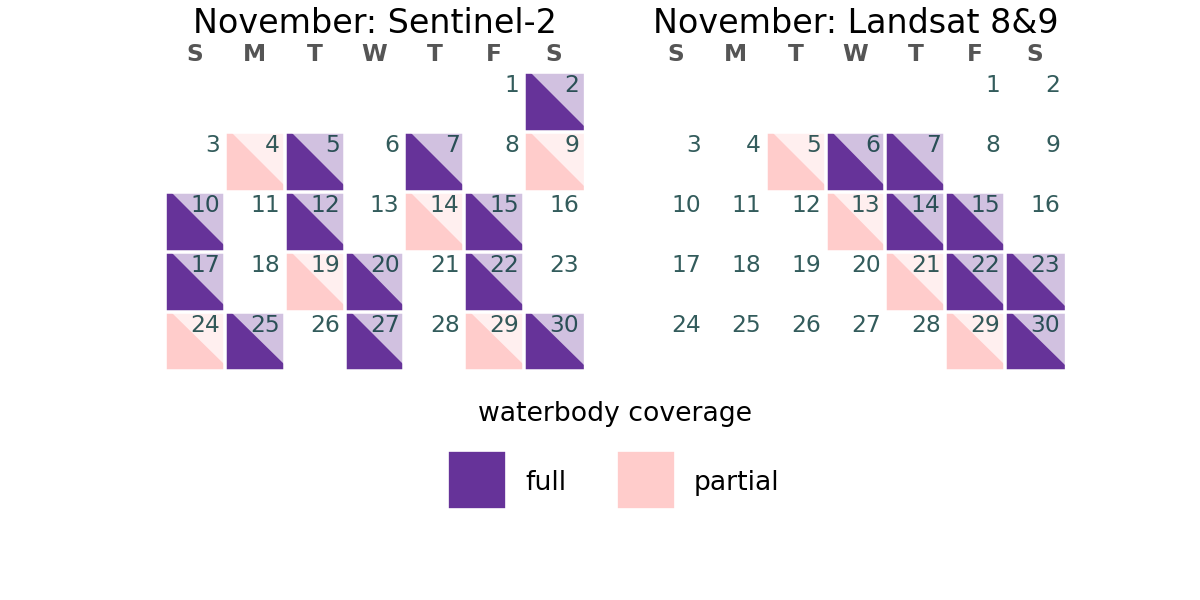 November: Sentinel-2
S M T W T F S
1 2
3 4 5 6 7 8 9
10 11 12 13 14 15 16
17 18 19 20 21 22 23
24 25 26 27 28 29 30
November: Landsat 8&9
S M T W T F S
1 2
3 4 5 6 7 8 9
10 11 12 13 14 15 16
17 18 19 20 21 22 23
24 25 26 27 28 29 30
waterbody coverage
full
partial